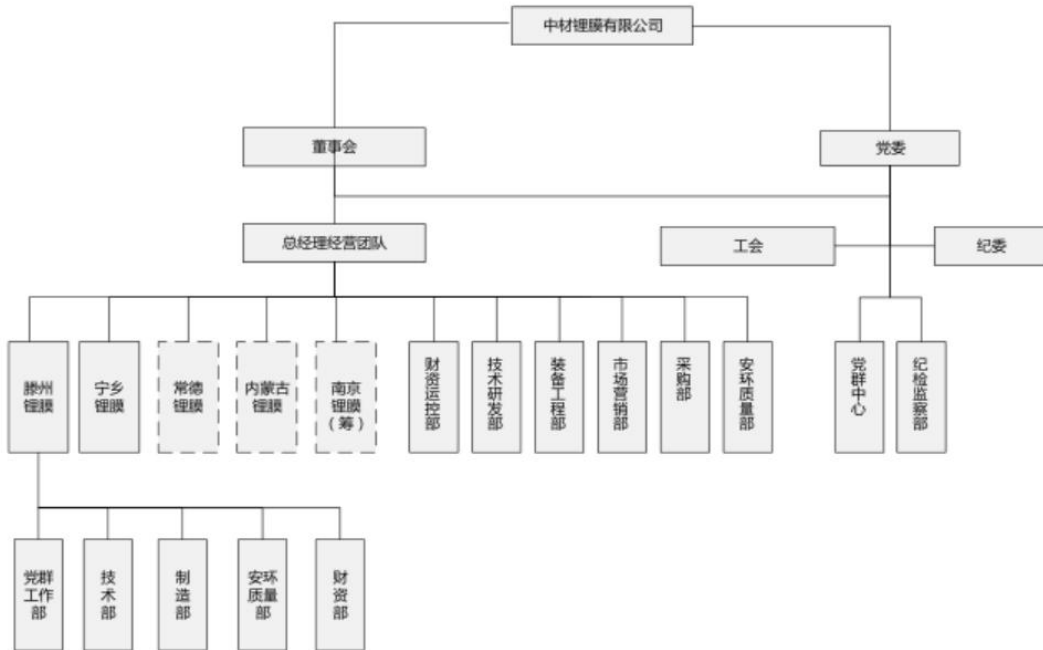 中材锂膜有限公司
董事会
党委
总经理经营团队
工会
纪委
滕州
锂膜
宁乡
锂膜
常德
锂膜
内蒙古
锂膜
南京
锂膜
（筹）
财资运控部
技术研发部
装备工程部
市场营销部
采购部
安环质量部
党群中心
纪检监察部
党群
工作
部
技术部
制造部
安环
质量
部
财资部